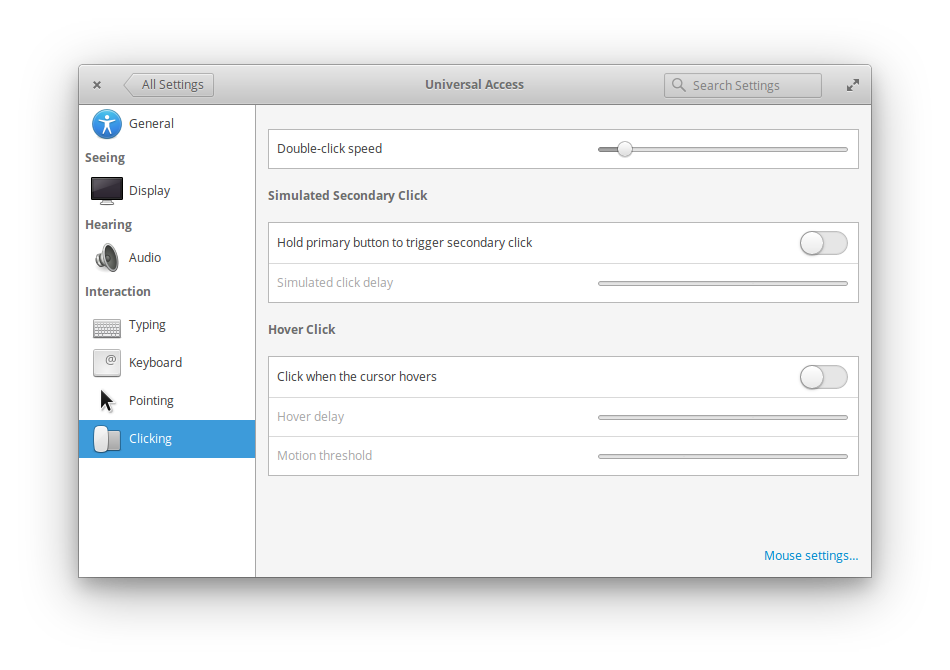 All Settings
Universal Access
Search Settings
General
Seeing
Display
Hearing
Audio
Interaction
Typing
@
Keyboard
Pointing
Clicking
Double-click speed
Simulated Secondary Click
Hold primary button to trigger secondary click
Simulated click delay
Hover Click
Click when the cursor hovers
Hover delay
Motion threshold
Mouse settings...